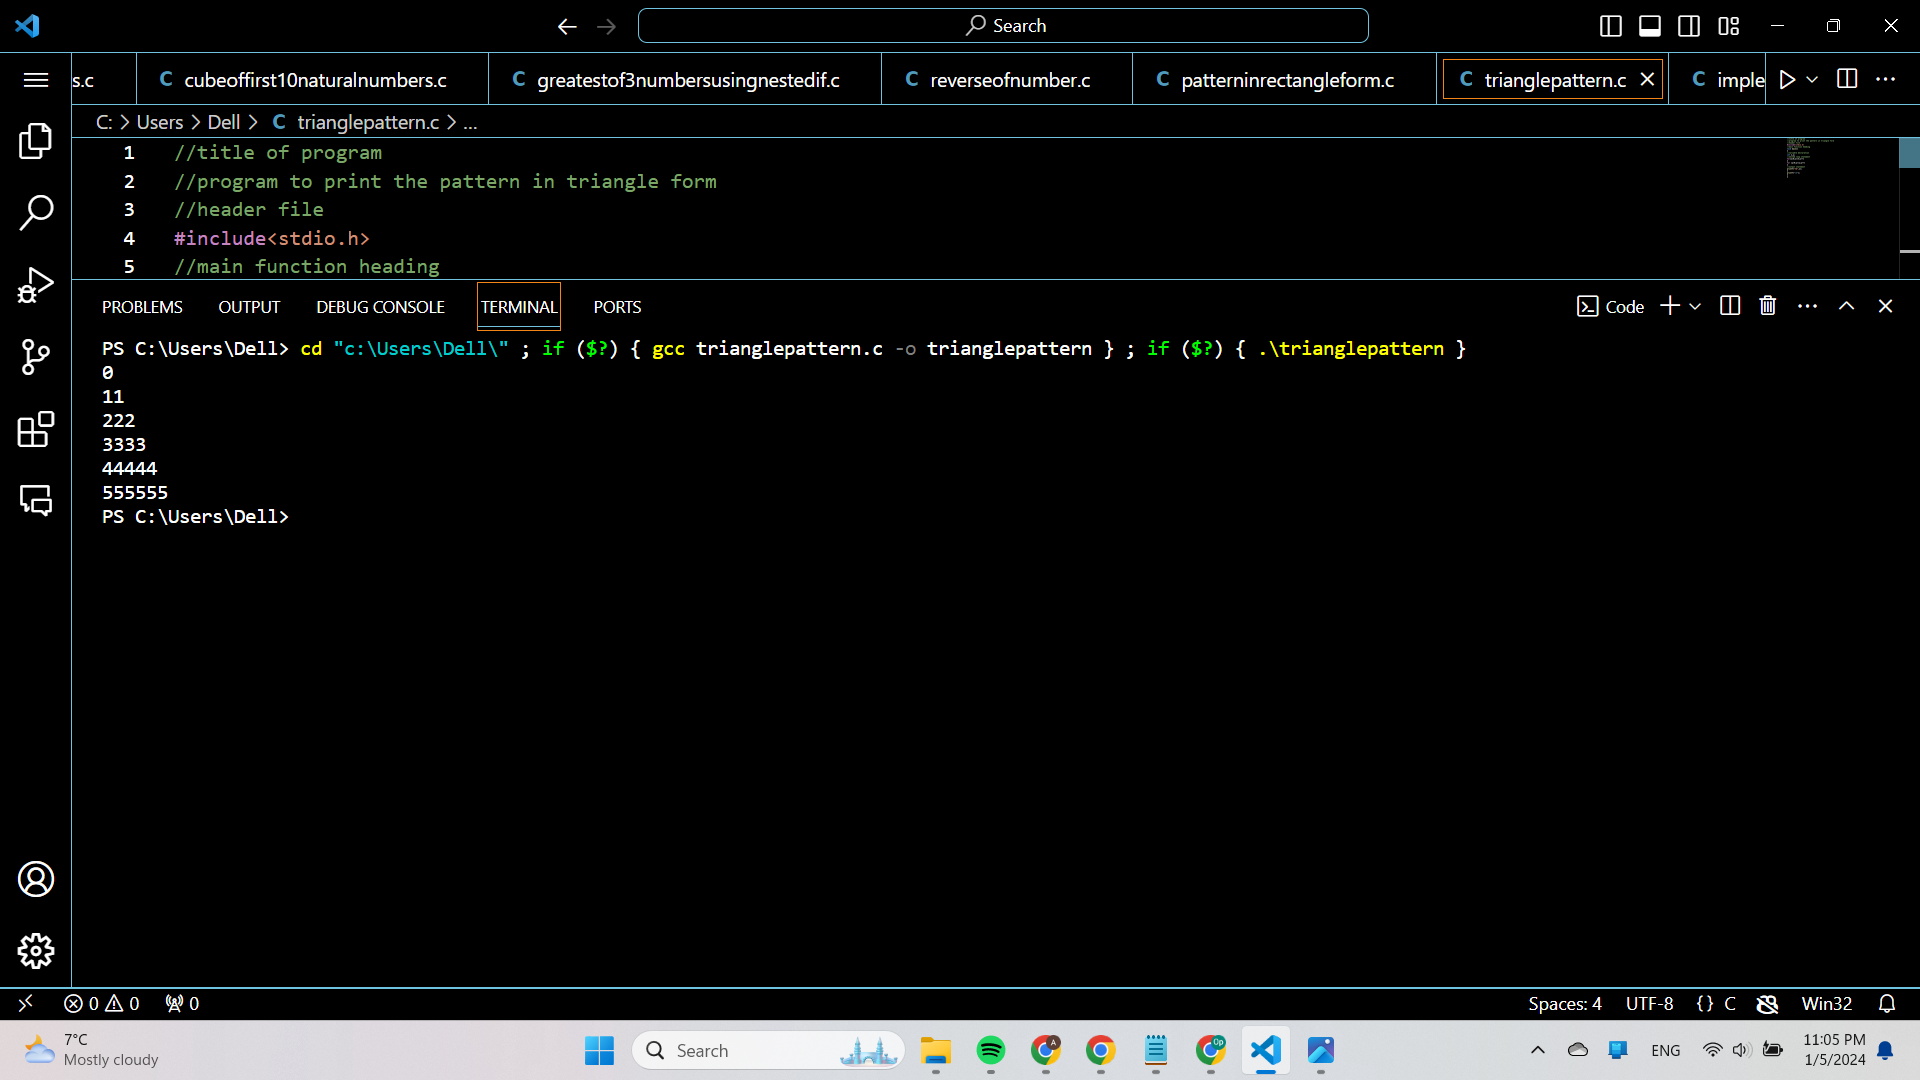 Search
s.c
C cubeoffirst10naturalnumbers.c
C greatestof3numbersusingnestedif.c
C reverseofnumber.c
C patterninrectangleform.c
C trianglepattern.c
C imple
C: > Users > Dell > C trianglepattern.c > ...
1 //title of program
2 //program to print the pattern in triangle form
3 //header file
4 #include<stdio.h>
5 //main function heading
PROBLEMS OUTPUT DEBUG CONSOLE TERMINAL PORTS
Code
PS C:\Users\Dell> cd "c:\Users\Dell\" ; if ($?) { gcc trianglepattern.c -o trianglepattern } ; if ($?) { .\trianglepattern }
0
11
222
3333
44444
555555
PS C:\Users\Dell>
0 0 0
Spaces: 4 UTF-8 {} C Win32
7°C
Mostly cloudy
Search
A
Op
ENG
11:05 PM
1/5/2024